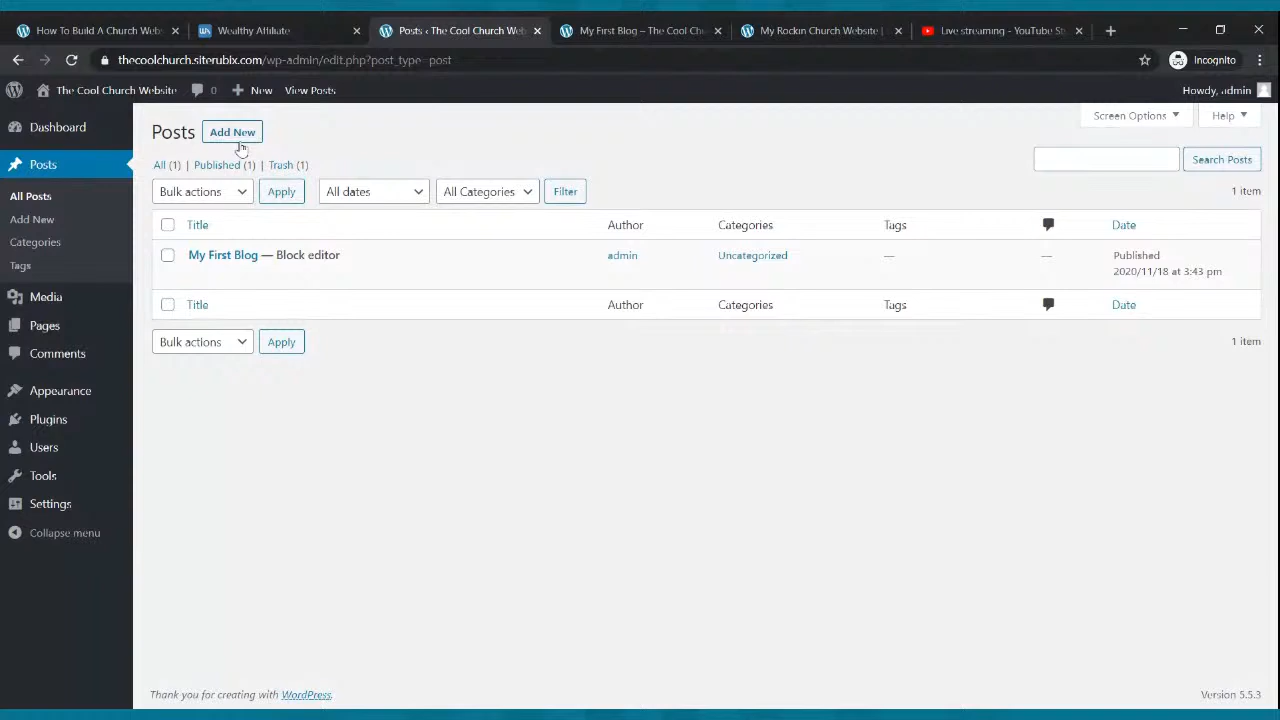 How To Build A Church Web
Wealthy Affiliate
Posts ‹ The Cool Church We
My First Blog – The Cool Ch
My Rockin Church Website |
Live streaming - YouTube St
thecoolchurch.siterubix.com/wp-admin/edit.php?post_type=post
Incognito
The Cool Church Website
0
New
View Posts
Howdy, admin
Dashboard
Posts
All Posts
Add New
Categories
Tags
Media
Pages
Comments
Appearance
Plugins
Users
Tools
Settings
Collapse menu
Posts Add New
Screen Options
Help
All (1) | Published (1) | Trash (1)
Search Posts
Bulk actions Apply All dates All Categories Filter 1 item
Title Author Categories Tags Date
My First Blog — Block editor admin Uncategorized — — Published
2020/11/18 at 3:43 pm
Title Author Categories Tags Date
Bulk actions Apply 1 item
Thank you for creating with WordPress. Version 5.5.3